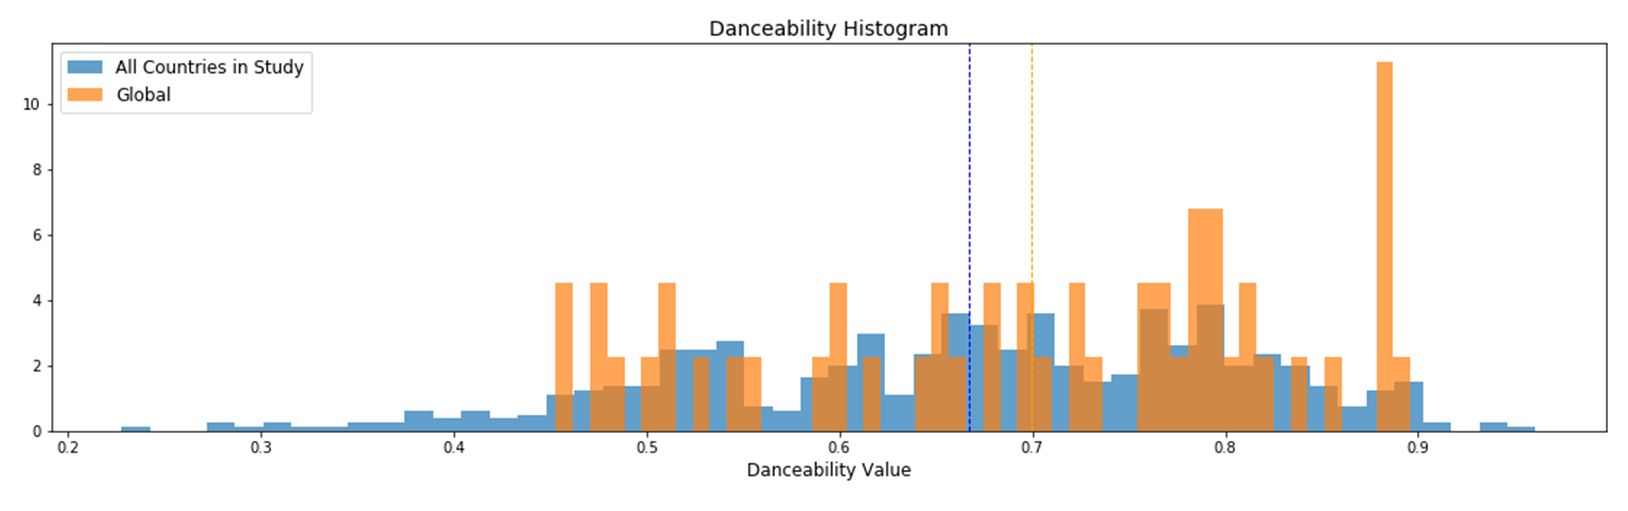 Danceability Histogram
All Countries in Study
Global
10
8
6
4
2
0
0.2 0.3 0.4 0.5 0.6 0.7 0.8 0.9
Danceability Value